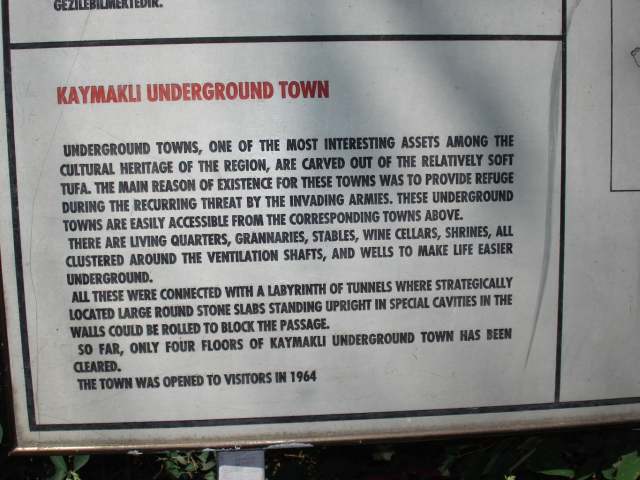 GEZİLEBİLMEKTEDİR.
KAYMAKLI UNDERGROUND TOWN
UNDERGROUND TOWNS, ONE OF THE MOST INTERESTING ASSETS AMONG THE
CULTURAL HERITAGE OF THE REGION, ARE CARVED OUT OF THE RELATIVELY SOFT
TUFA. THE MAIN REASON OF EXISTENCE FOR THESE TOWNS WAS TO PROVIDE REFUGE
DURING THE RECURRING THREAT BY THE INVADING ARMIES. THESE UNDERGROUND
TOWNS ARE EASILY ACCESSIBLE FROM THE CORRESPONDING TOWNS ABOVE.
THERE ARE LIVING QUARTERS, GRANNARIES, STABLES, WINE CELLARS, SHRINES, ALL
CLUSTERED AROUND THE VENTILATION SHAFTS, AND WELLS TO MAKE LIFE EASIER
UNDERGROUND.
ALL THESE WERE CONNECTED WITH A LABYRINTH OF TUNNELS WHERE STRATEGICALLY
LOCATED LARGE ROUND STONE SLABS STANDING UPRIGHT IN SPECIAL CAVITIES IN THE
WALLS COULD BE ROLLED TO BLOCK THE PASSAGE.
SO FAR, ONLY FOUR FLOORS OF KAYMAKLI UNDERGROUND TOWN HAS BEEN
CLEARED.
THE TOWN WAS OPENED TO VISITORS IN 1964